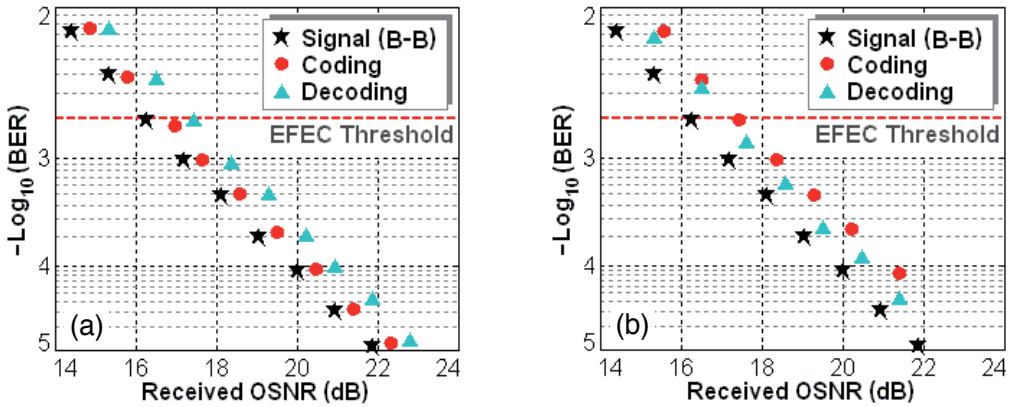 2
3
4
5
-Log10(BER)
Signal (B-B)
Coding
Decoding
EFEC Threshold
(a)
14 16 18 20 22 24
Received OSNR (dB)
2
3
4
5
-Log10(BER)
Signal (B-B)
Coding
Decoding
EFEC Threshold
(b)
14 16 18 20 22 24
Received OSNR (dB)